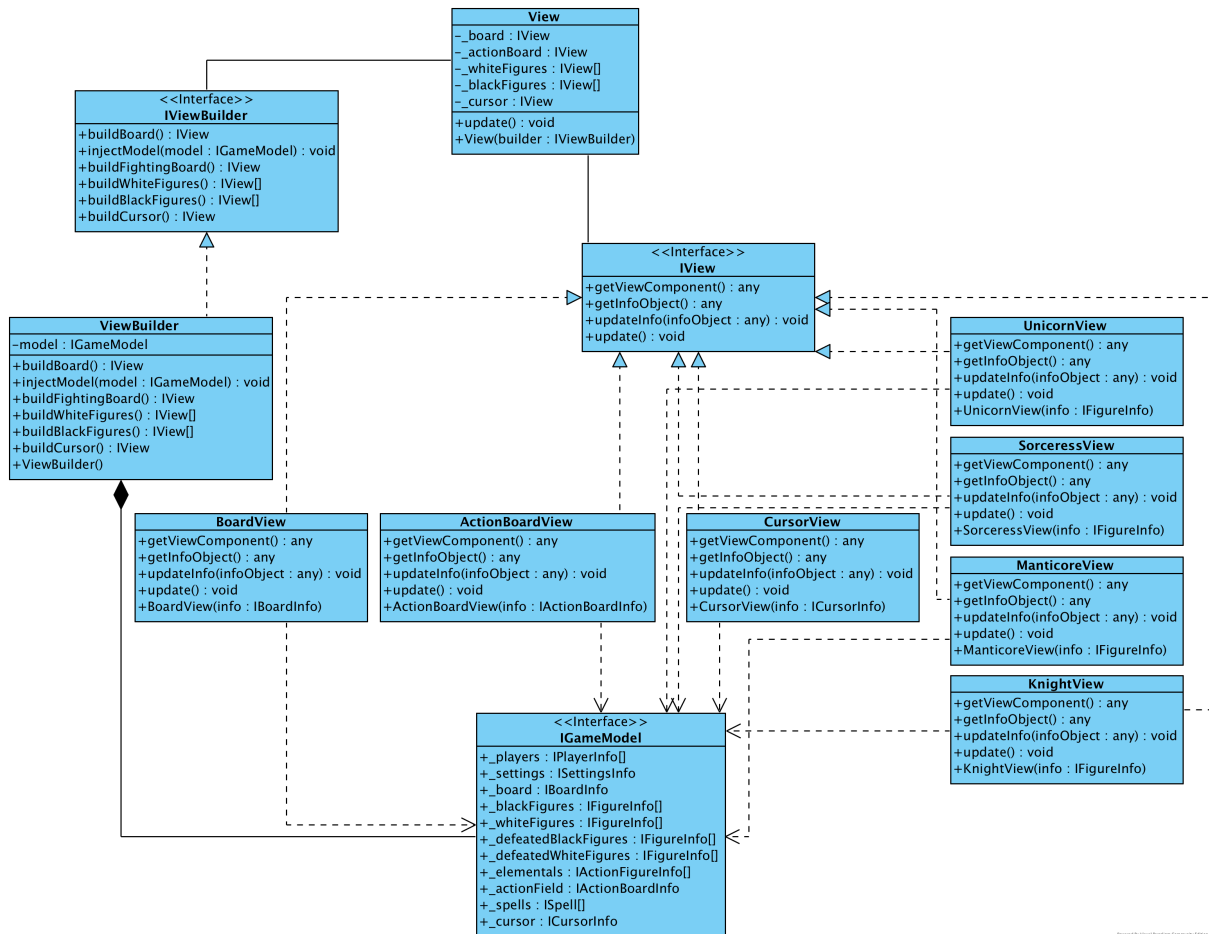 View
-_board : IView
-_actionBoard : IView
-_whiteFigures : IView[]
-_blackFigures : IView[]
-_cursor : IView
+update() : void
+View(builder : IViewBuilder)
<<Interface>>
IViewBuilder
+buildBoard() : IView
+injectModel(model : IGameModel) : void
+buildFightingBoard() : IView
+buildWhiteFigures() : IView[]
+buildBlackFigures() : IView[]
+buildCursor() : IView
<<Interface>>
IView
+getViewComponent() : any
+getInfoObject() : any
+updateInfo(infoObject : any) : void
+update() : void
ViewBuilder
-model : IGameModel
+buildBoard() : IView
+injectModel(model : IGameModel) : void
+buildFightingBoard() : IView
+buildWhiteFigures() : IView[]
+buildBlackFigures() : IView[]
+buildCursor() : IView
+ViewBuilder()
UnicornView
+getViewComponent() : any
+getInfoObject() : any
+updateInfo(infoObject : any) : void
+update() : void
+UnicornView(info : IFigureInfo)
SorceressView
+getViewComponent() : any
+getInfoObject() : any
+updateInfo(infoObject : any) : void
+update() : void
+SorceressView(info : IFigureInfo)
BoardView
+getViewComponent() : any
+getInfoObject() : any
+updateInfo(infoObject : any) : void
+update() : void
+BoardView(info : IBoardInfo)
ActionBoardView
+getViewComponent() : any
+getInfoObject() : any
+updateInfo(infoObject : any) : void
+update() : void
+ActionBoardView(info : IActionBoardInfo)
CursorView
+getViewComponent() : any
+getInfoObject() : any
+updateInfo(infoObject : any) : void
+update() : void
+CursorView(info : ICursorInfo)
ManticoreView
+getViewComponent() : any
+getInfoObject() : any
+updateInfo(infoObject : any) : void
+update() : void
+ManticoreView(info : IFigureInfo)
KnightView
+getViewComponent() : any
+getInfoObject() : any
+updateInfo(infoObject : any) : void
+update() : void
+KnightView(info : IFigureInfo)
<<Interface>>
IGameModel
+_players : IPlayerInfo[]
+_settings : ISettingsInfo
+_board : IBoardInfo
+_blackFigures : IFigureInfo[]
+_whiteFigures : IFigureInfo[]
+_defeatedBlackFigures : IFigureInfo[]
+_defeatedWhiteFigures : IFigureInfo[]
+_elementals : IActionFigureInfo[]
+_actionField : IActionBoardInfo
+_spells : ISpell[]
+_cursor : ICursorInfo